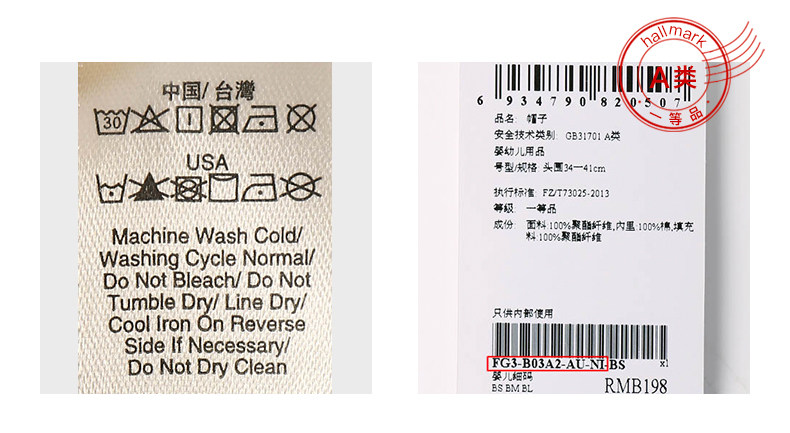 中国/台灣
30
USA
Machine Wash Cold/
Washing Cycle Normal/
Do Not Bleach/ Do Not
Tumble Dry/ Line Dry/
Cool Iron On Reverse
Side If Necessary/
Do Not Dry Clean
hallmark
A类
一等品
6 934790 820507
品名: 帽子
安全技术类别: GB31701 A类
婴幼儿用品
号型/规格: 头围34—41cm
执行标准: FZ/T73025-2013
等级: 一等品
成份: 面料:100%聚酯纤维,内里:100%棉,填充
料:100%聚酯纤维
只供内部使用
FG3-B03A2-AU-NI-BS x1
婴儿细码
BS BM BL RMB198